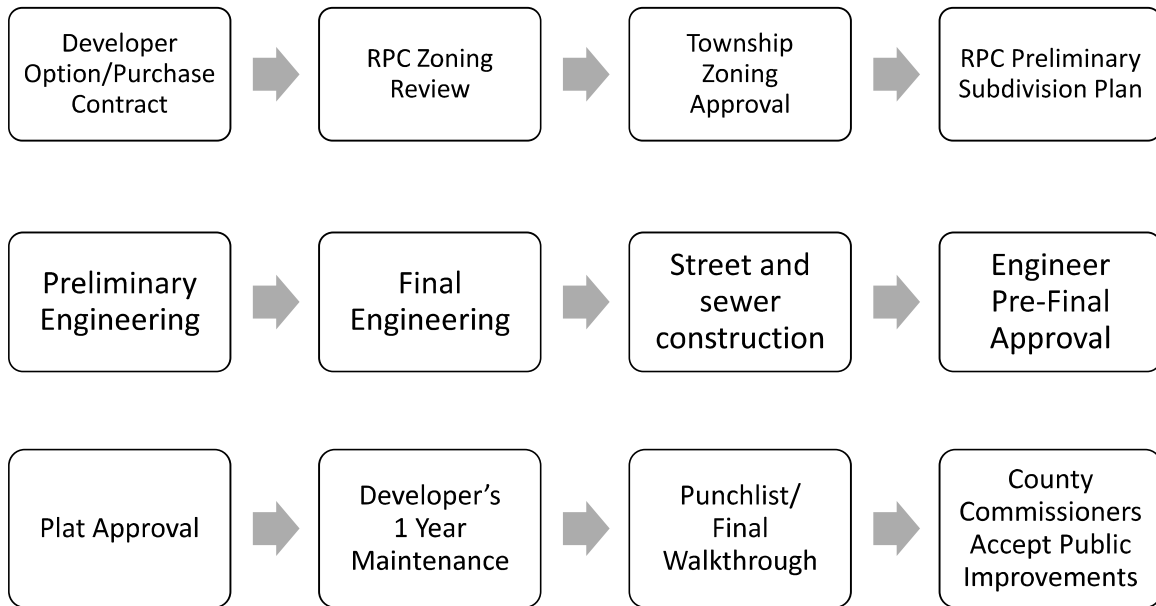 Developer
Option/Purchase
Contract
RPC Zoning
Review
Township
Zoning
Approval
RPC Preliminary
Subdivision Plan
Preliminary
Engineering
Final
Engineering
Street and
sewer
construction
Engineer
Pre-Final
Approval
Plat Approval
Developer’s
1 Year
Maintenance
Punchlist/
Final
Walkthrough
County
Commissioners
Accept Public
Improvements